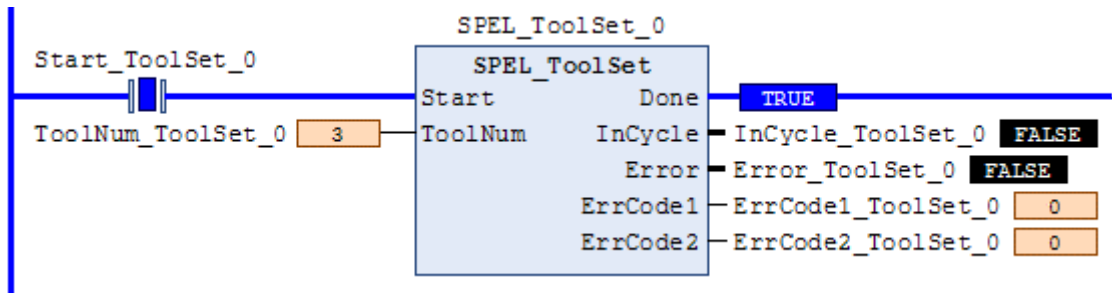 SPEL_ToolSet_0
Start_ToolSet_0
SPEL_ToolSet
Start Done TRUE
ToolNum_ToolSet_0 3 ToolNum InCycle InCycle_ToolSet_0 FALSE
Error Error_ToolSet_0 FALSE
ErrCode1 ErrCode1_ToolSet_0 0
ErrCode2 ErrCode2_ToolSet_0 0